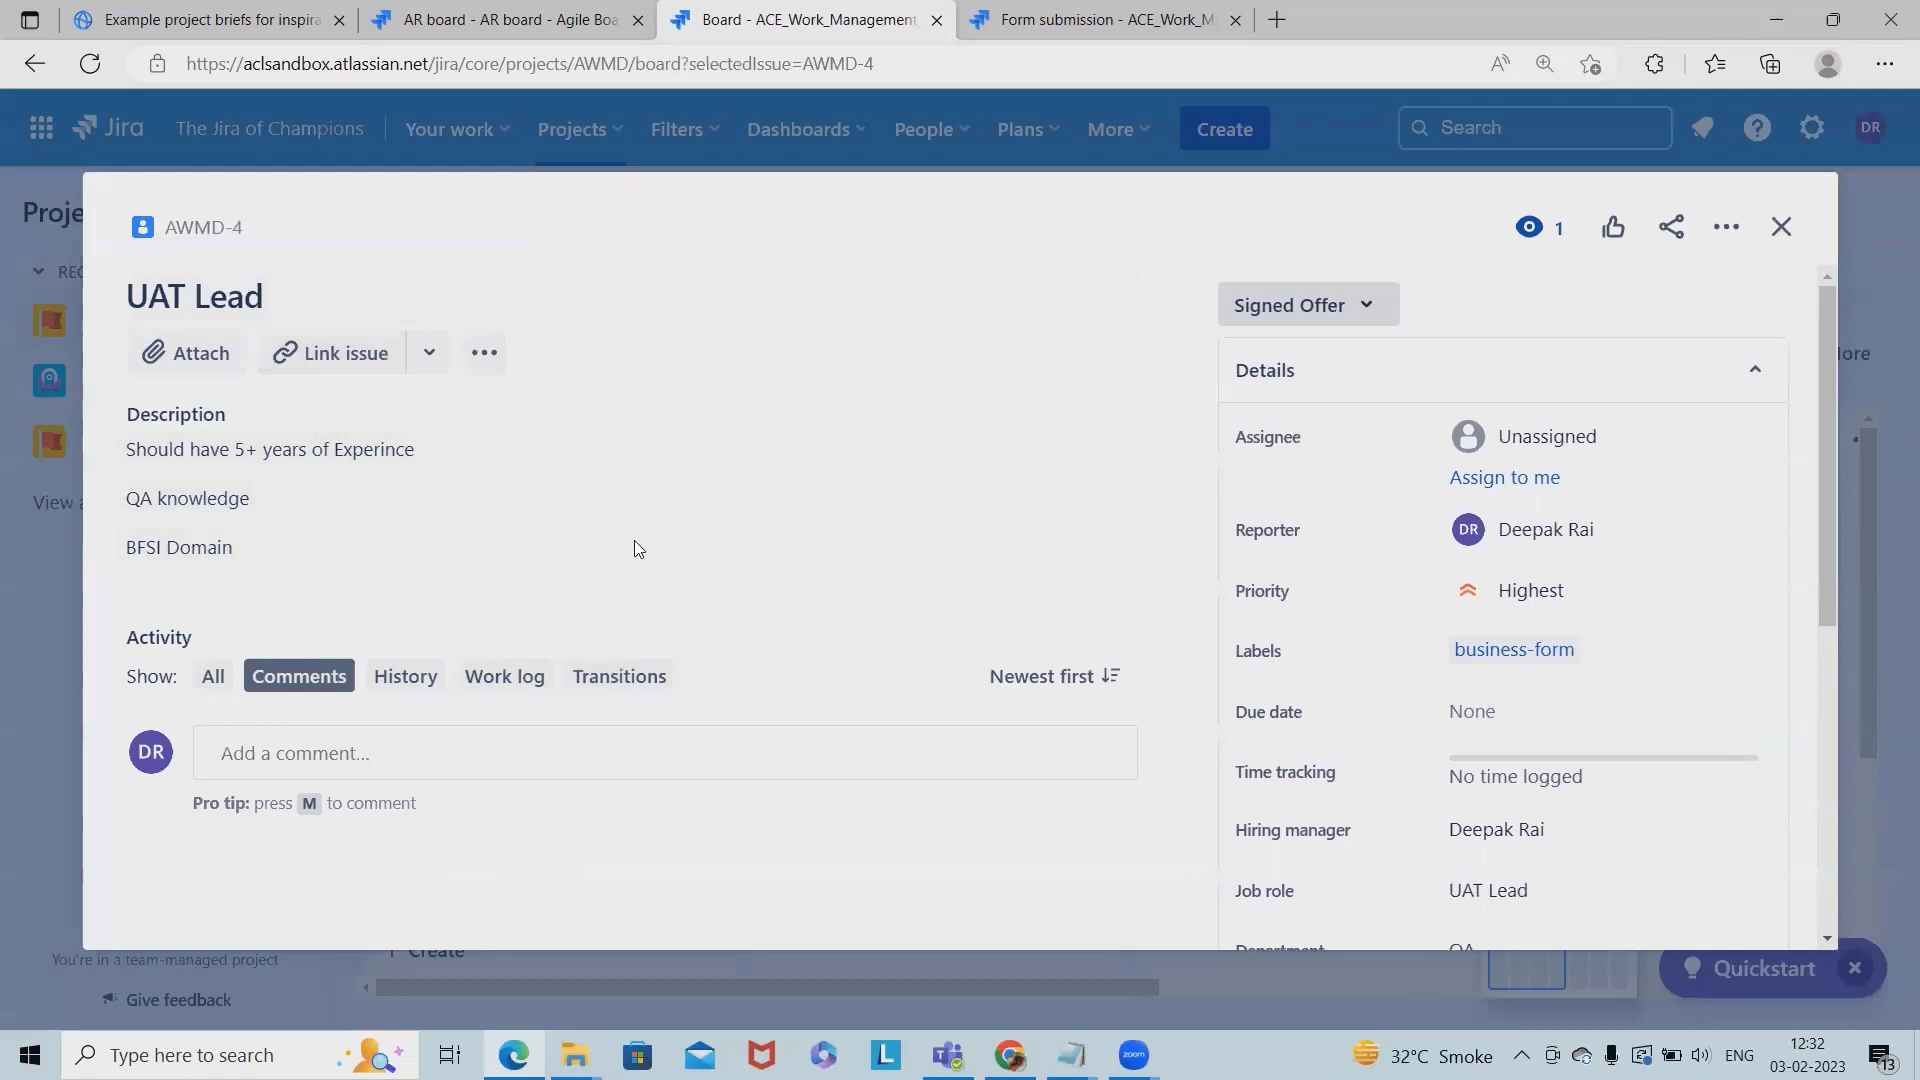 Example project briefs for inspira
AR board - AR board - Agile Boa
Board - ACE_Work_Management
Form submission - ACE_Work_M
https://aclsandbox.atlassian.net/jira/core/projects/AWMD/board?selectedIssue=AWMD-4
Jira
The Jira of Champions
Your work
Projects
Filters
Dashboards
People
Plans
More
Create
Search
DR
Proje
REC
View a
ore
AWMD-4
1
UAT Lead
Attach
Link issue
Description
Should have 5+ years of Experince
QA knowledge
BFSI Domain
Activity
Show:
All
Comments
History
Work log
Transitions
Newest first
DR
Add a comment...
Pro tip: press M to comment
Signed Offer
Details
Assignee
Unassigned
Assign to me
Reporter
DR Deepak Rai
Priority
Highest
Labels
business-form
Due date
None
Time tracking
No time logged
Hiring manager
Deepak Rai
Job role
UAT Lead
Department
QA
Create
You're in a team-managed project
Give feedback
Quickstart
Type here to search
L
zoom
32°C Smoke
ENG
12:32
03-02-2023
13